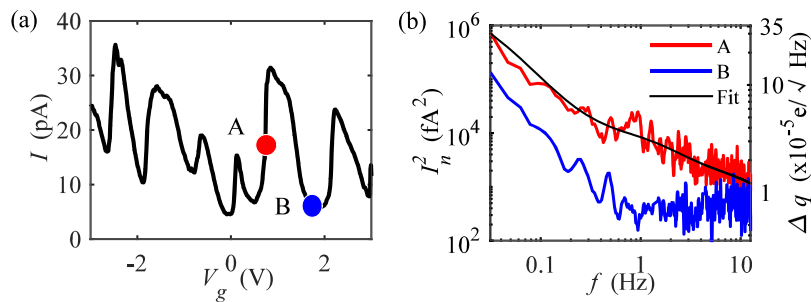 (a)
40
30
20
10
0
I (pA)
A
B
-2
0
2
V_g (V)
(b)
10^6
10^4
10^2
I_n^2 (fA^2)
A
B
Fit
35
10
1
Δ q (x10^-5 e/√Hz)
0.1
1
10
f (Hz)